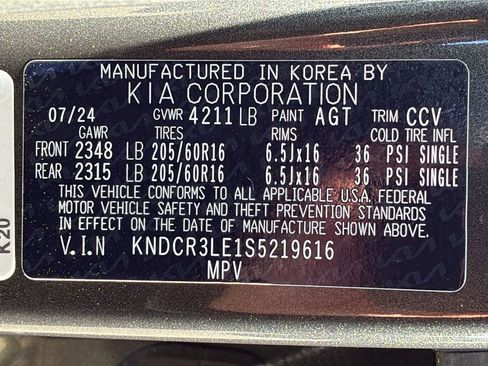 MANUFACTURED IN KOREA BY
KIA CORPORATION
07/24 GVWR 4211 LB PAINT AGT TRIM CCV
GAWR TIRES RIMS COLD TIRE INFL
FRONT 2348 LB 205/60R16 6.5Jx16 36 PSI SINGLE
REAR 2315 LB 205/60R16 6.5Jx16 36 PSI SINGLE
THIS VEHICLE CONFORMS TO ALL APPLICABLE U.S.A. FEDERAL
MOTOR VEHICLE SAFETY AND THEFT PREVENTION STANDARDS
IN EFFECT ON THE DATE OF MANUFACTURE SHOWN ABOVE.
V.I.N KNDCR3LE1S5219616
MPV
K20